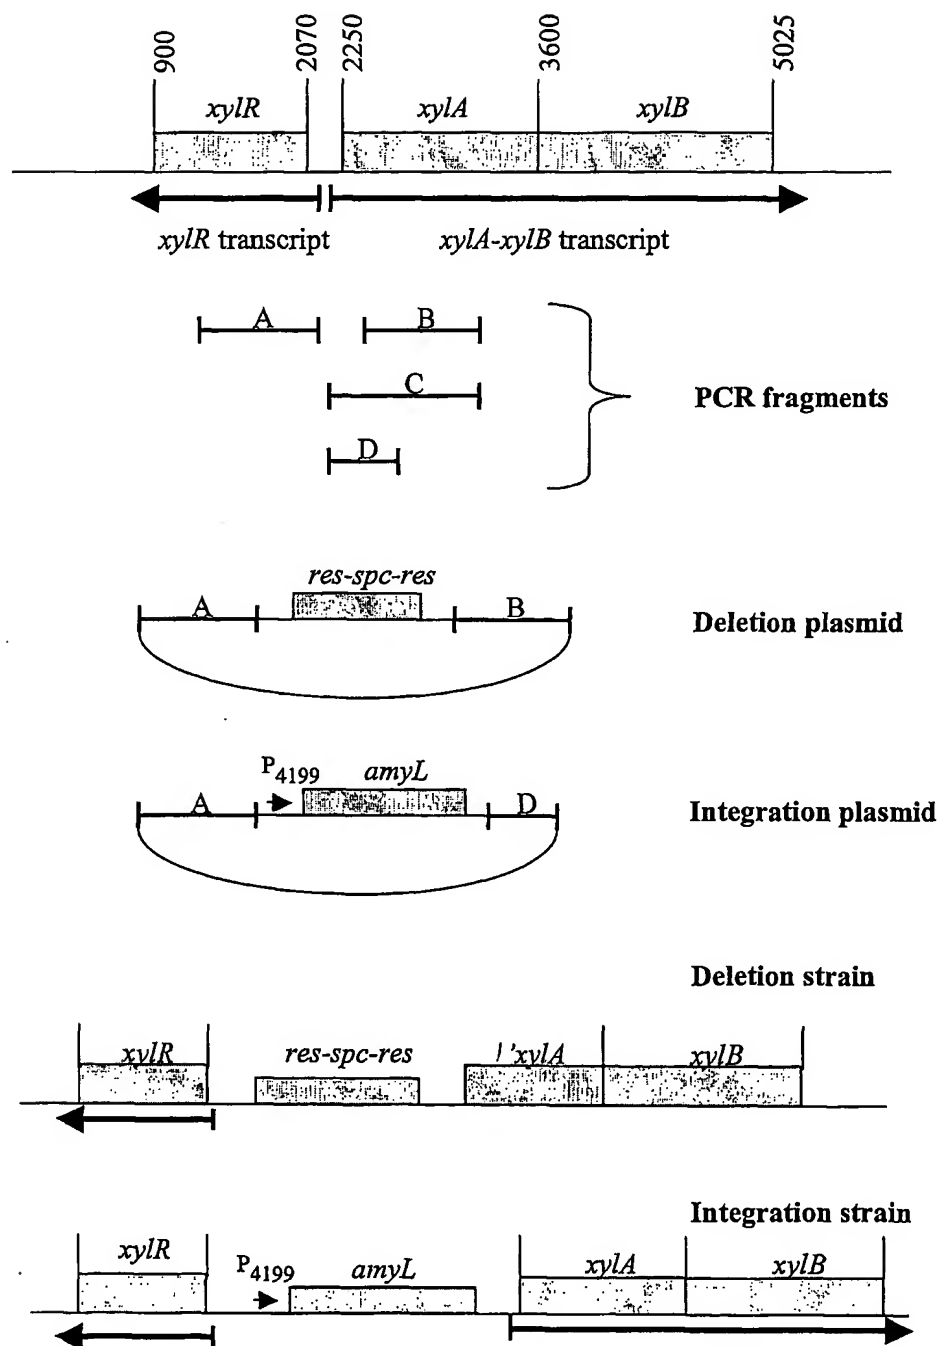 900 2070 2250 3600 5025
xylR xylA xylB
xylR transcript xylA-xylB transcript
A B
C
PCR fragments
D
res-spc-res
A B
Deletion plasmid
P4199 amyL
A D
Integration plasmid
Deletion strain
xylR res-spc-res 'xylA xylB
Integration strain
xylR P4199 amyL xylA xylB